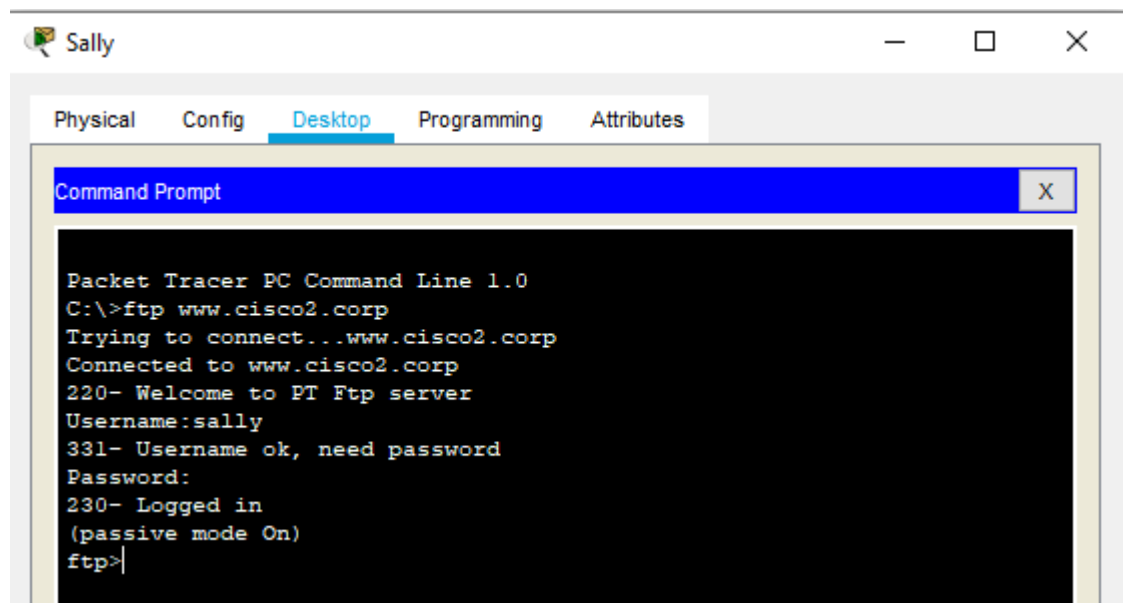 Sally
Physical Config Desktop Programming Attributes
Command Prompt X
Packet Tracer PC Command Line 1.0
C:\>ftp www.cisco2.corp
Trying to connect...www.cisco2.corp
Connected to www.cisco2.corp
220- Welcome to PT Ftp server
Username:sally
331- Username ok, need password
Password:
230- Logged in
(passive mode On)
ftp>